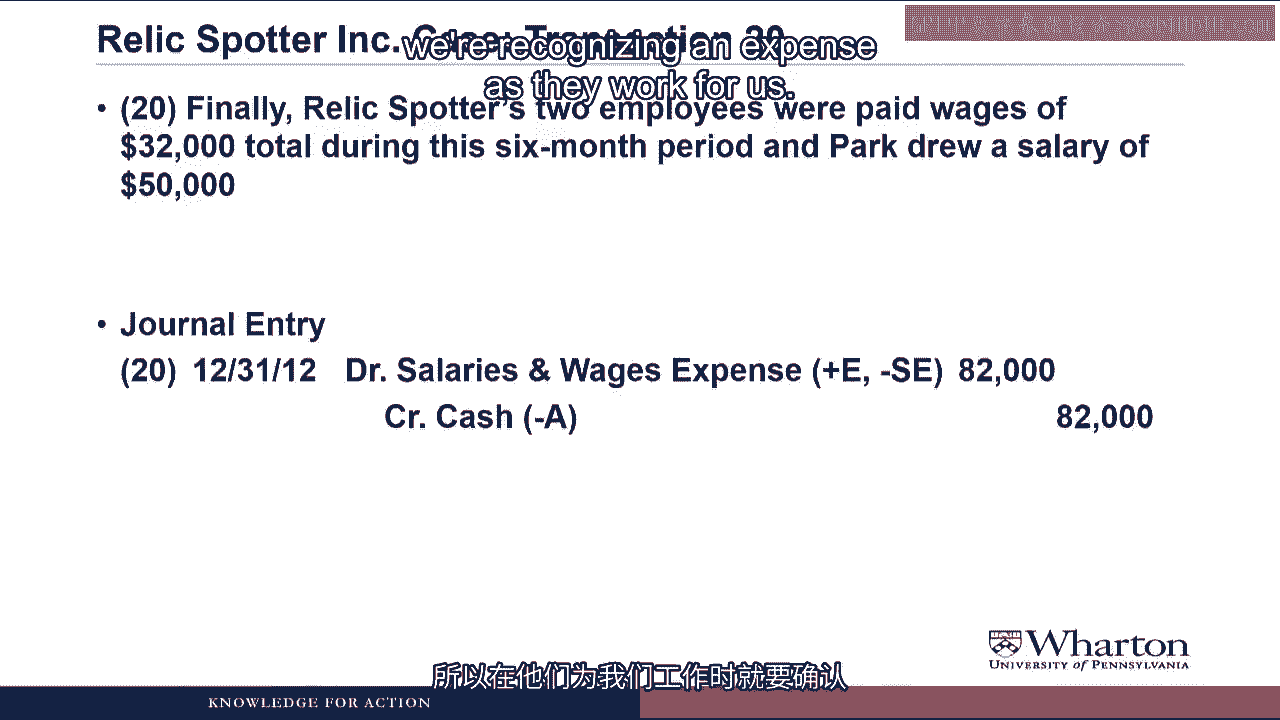 Relic Spotter Inc. Case: Transaction 20
we're recognizing an expense
as they work for us.
• (20) Finally, Relic Spotter's two employees were paid wages of
$32,000 total during this six-month period and Park drew a salary of
$50,000
• Journal Entry
(20) 12/31/12 Dr. Salaries & Wages Expense (+E, -SE) 82,000
Cr. Cash (-A) 82,000
Wharton
UNIVERSITY of PENNSYLVANIA
所以在他们为我们工作时就要确认
KNOWLEDGE FOR ACTION